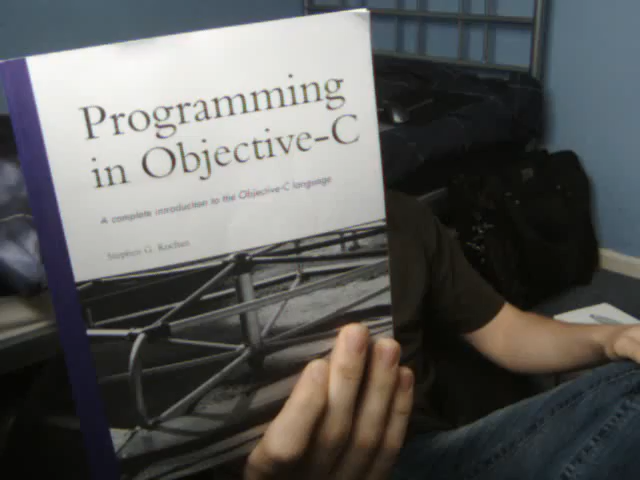 Programming
in Objective-C
A complete introduction to the Objective-C language
Stephen G. Kochan